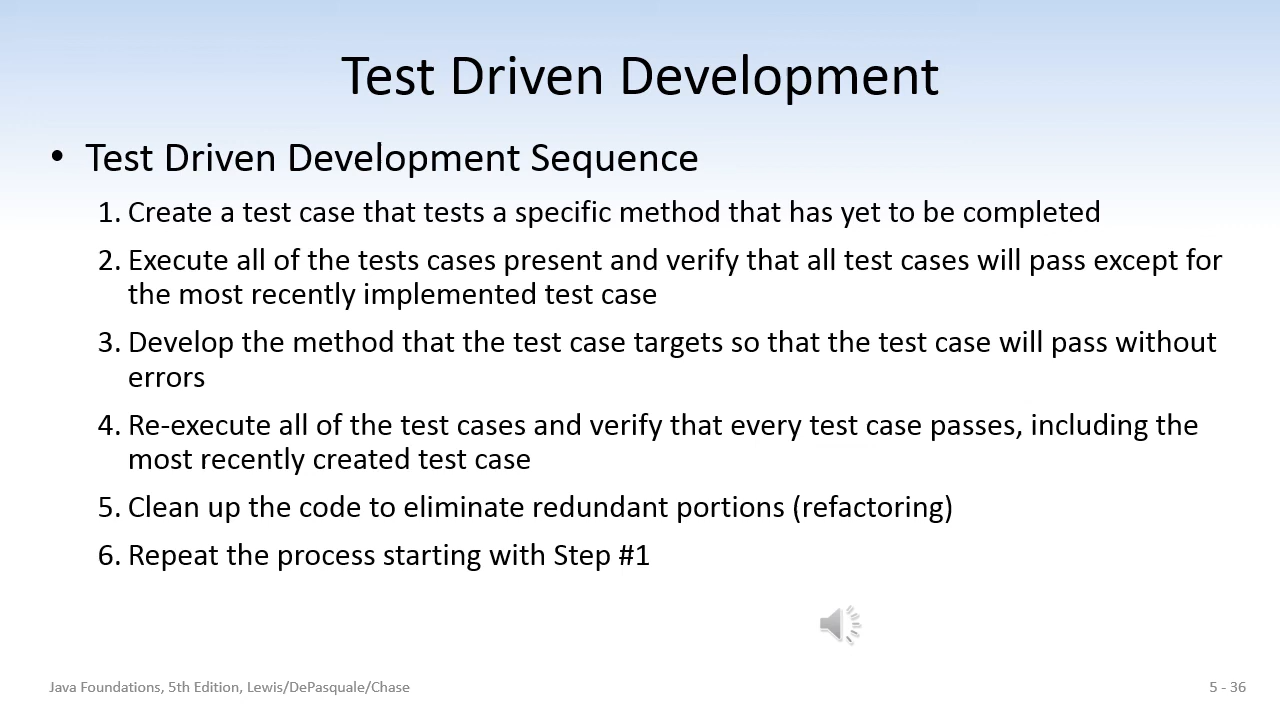 Test Driven Development
• Test Driven Development Sequence
1. Create a test case that tests a specific method that has yet to be completed
2. Execute all of the tests cases present and verify that all test cases will pass except for
the most recently implemented test case
3. Develop the method that the test case targets so that the test case will pass without
errors
4. Re-execute all of the test cases and verify that every test case passes, including the
most recently created test case
5. Clean up the code to eliminate redundant portions (refactoring)
6. Repeat the process starting with Step #1
Java Foundations, 5th Edition, Lewis/DePasquale/Chase
5 - 36